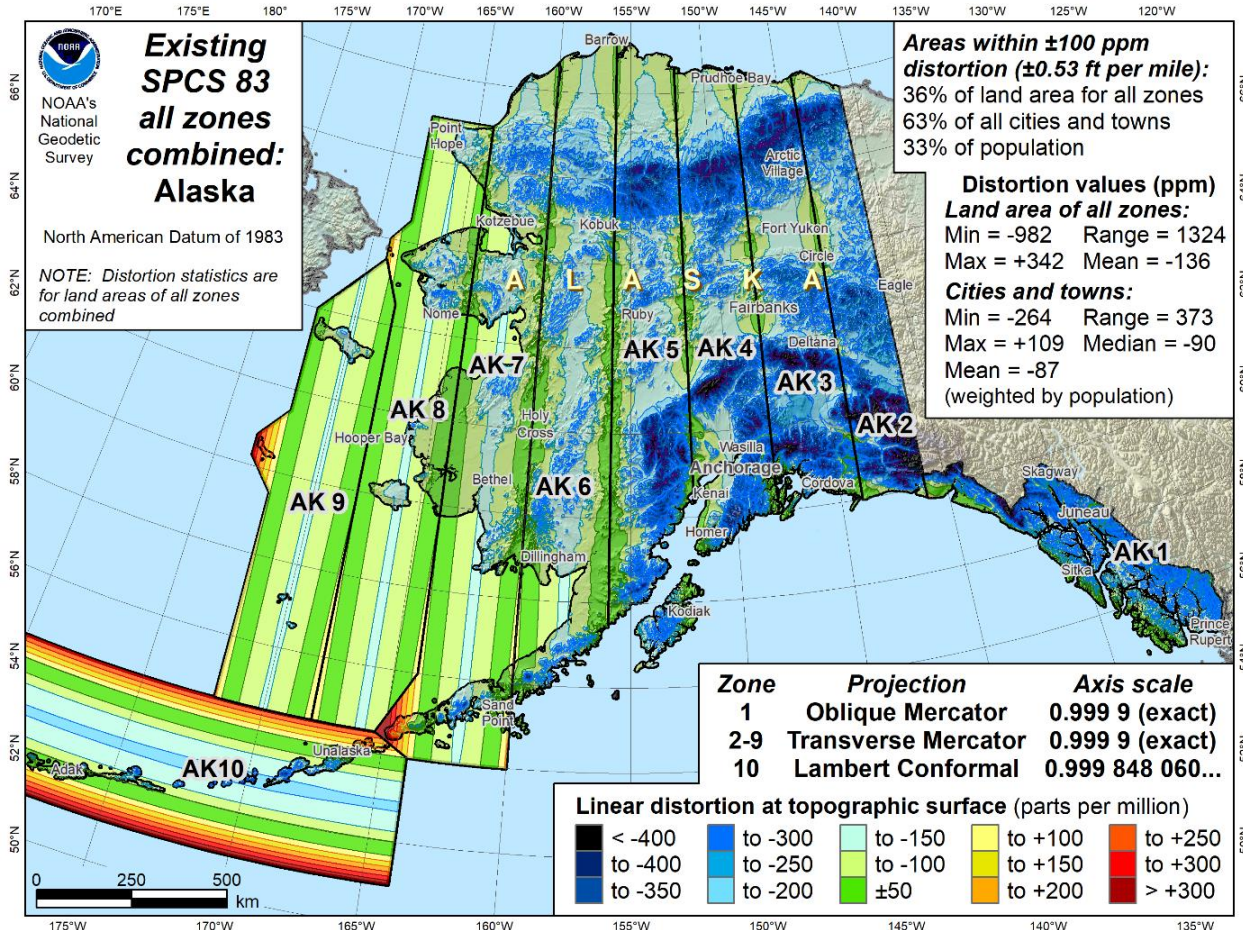 175°W 180° 175°W 170°W 165°W 160°W 155°W 150°W 145°W 140°W 135°W 130°W 125°W 120°W
NOAA
NOAA's
National
Geodetic
Survey
Existing
SPCS 83
all zones
combined:
Alaska
North American Datum of 1983
NOTE: Distortion statistics are
for land areas of all zones
combined
Areas within ±100 ppm
distortion (±0.53 ft per mile):
36% of land area for all zones
63% of all cities and towns
33% of population
Distortion values (ppm)
Land area of all zones:
Min = -982 Range = 1324
Max = +342 Mean = -136
Cities and towns:
Min = -264 Range = 373
Max = +109 Median = -90
Mean = -87
(weighted by population)
66°N
64°N
62°N
60°N
58°N
56°N
54°N
52°N
50°N
Barrow
Prudhoe Bay
Point
Hope
Arctic
Village
Kotzebue
Kobuk
Fort Yukon
Circle
ALASKA
Eagle
Nome
Ruby
Fairbanks
Deltana
AK 7
AK 5
AK 4
AK 3
AK 8
AK 2
Hooper Bay
Holy
Cross
Wasilla
Anchorage
Bethel
AK 6
Kenai
Cordova
Skagway
AK 9
Juneau
Homer
Dillingham
AK 1
Sitka
Kodiak
Prince
Rupert
Sand
Point
Unalaska
AK10
Adak
Zone Projection Axis scale
1 Oblique Mercator 0.999 9 (exact)
2-9 Transverse Mercator 0.999 9 (exact)
10 Lambert Conformal 0.999 848 060...
Linear distortion at topographic surface (parts per million)
< -400 to -300 to -150 to +100 to +250
to -400 to -250 to -100 to +150 to +300
to -350 to -200 ±50 to +200 > +300
0 250 500
km
175°W 170°W 165°W 160°W 155°W 150°W 145°W 140°W 135°W